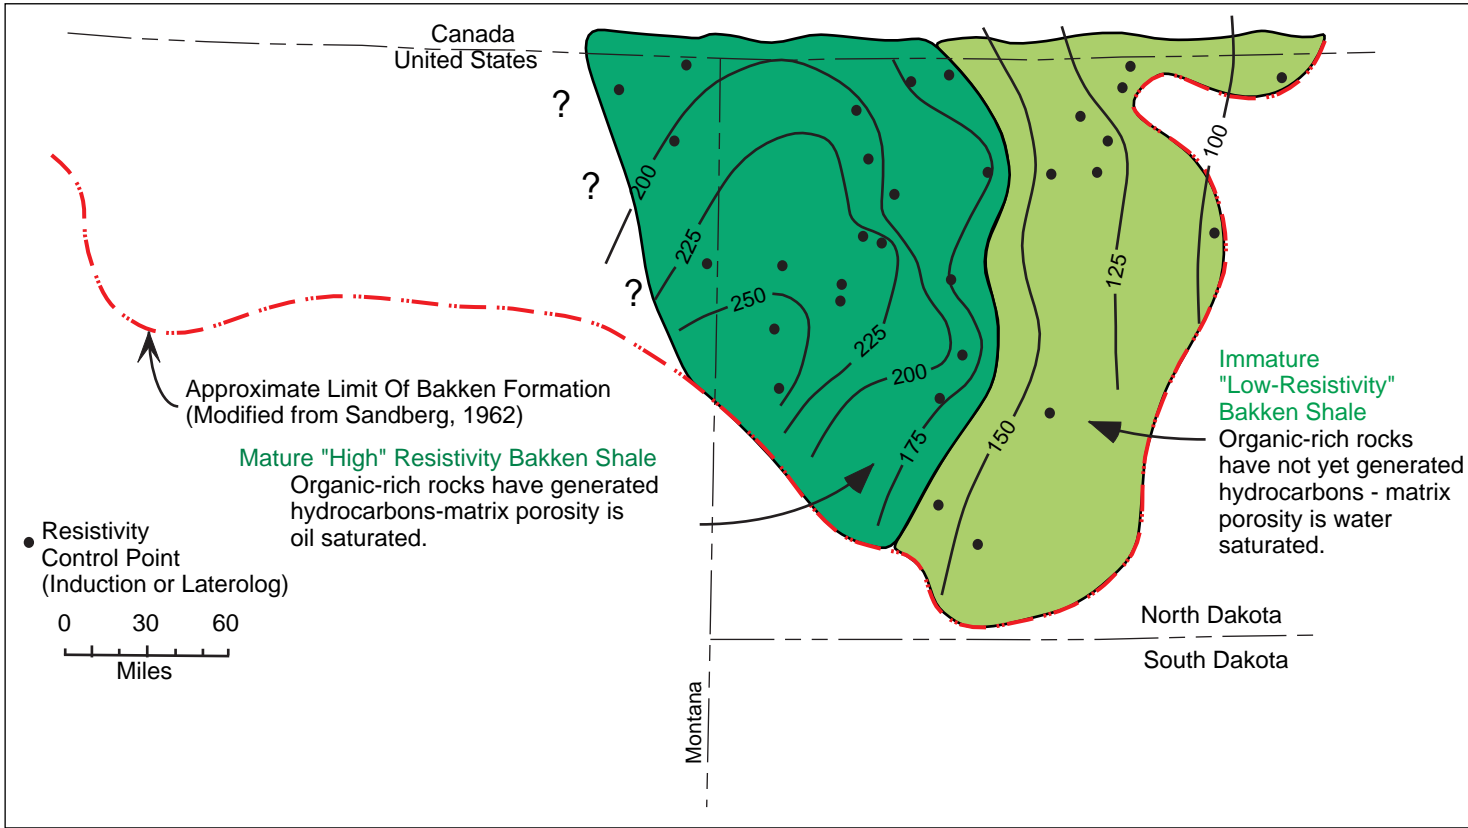 Canada
United States
?
?
?
200
225
250
225
200
175
150
125
100
Approximate Limit Of Bakken Formation
(Modified from Sandberg, 1962)
Mature "High" Resistivity Bakken Shale
Organic-rich rocks have generated
hydrocarbons-matrix porosity is
oil saturated.
Immature
"Low-Resistivity"
Bakken Shale
Organic-rich rocks
have not yet generated
hydrocarbons - matrix
porosity is water
saturated.
Resistivity
Control Point
(Induction or Laterolog)
0 30 60
Miles
North Dakota
South Dakota
Montana